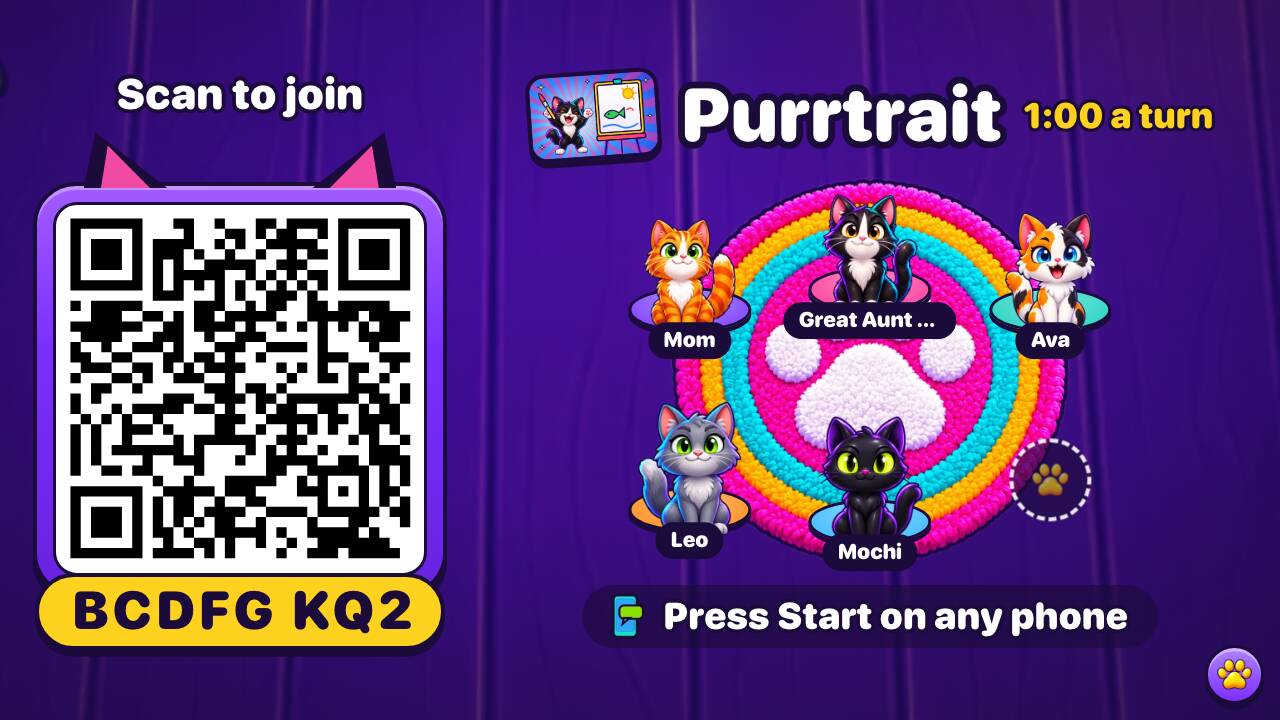 Scan to join
BCDFG KQ2
Purrtrait
1:00 a turn
Mom
Great Aunt ...
Ava
Leo
Mochi
Press Start on any phone